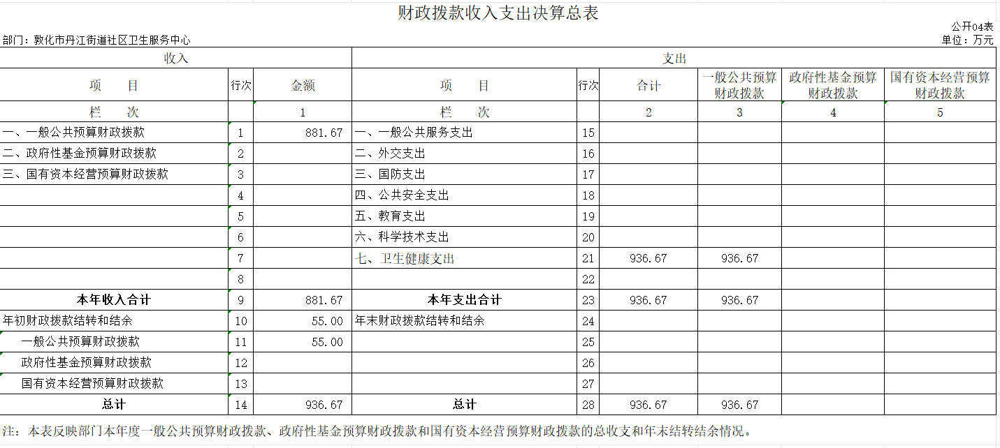 财政拨款收入支出决算总表
公开04表
部门：敦化市丹江街道社区卫生服务中心 单位：万元
收入 支出
项 目 行次 金额 项 目 行次 合计 一般公共预算财政拨款 政府性基金预算财政拨款 国有资本经营预算财政拨款
栏 次 1 栏 次 2 3 4 5
一、一般公共预算财政拨款 1 881.67 一、一般公共服务支出 15
二、政府性基金预算财政拨款 2 二、外交支出 16
三、国有资本经营预算财政拨款 3 三、国防支出 17
4 四、公共安全支出 18
5 五、教育支出 19
6 六、科学技术支出 20
7 七、卫生健康支出 21 936.67 936.67
8 22
本年收入合计 9 881.67 本年支出合计 23 936.67 936.67
年初财政拨款结转和结余 10 55.00 年末财政拨款结转和结余 24
一般公共预算财政拨款 11 55.00 25
政府性基金预算财政拨款 12 26
国有资本经营预算财政拨款 13 27
总计 14 936.67 总计 28 936.67 936.67
注：本表反映部门本年度一般公共预算财政拨款、政府性基金预算财政拨款和国有资本经营预算财政拨款的总收支和年末结转结余情况。